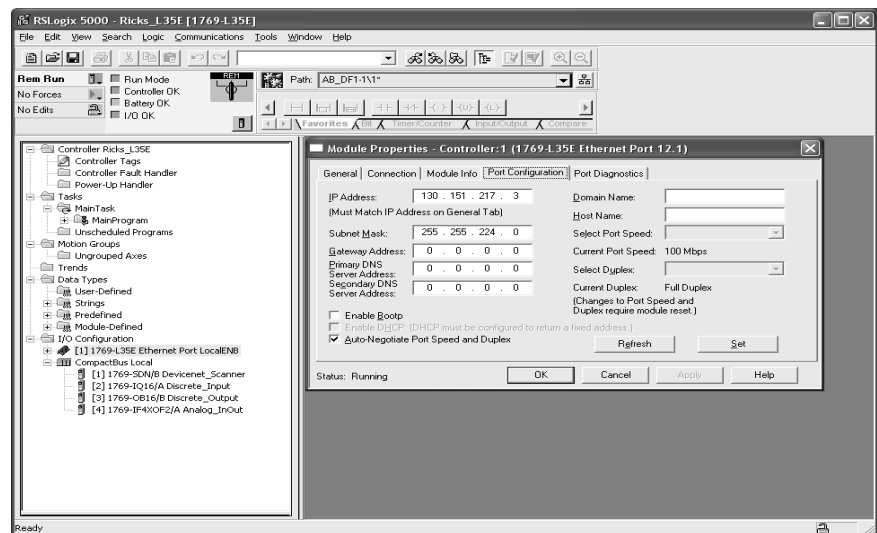 RSLogix 5000 - Ricks_L35E [1769-L35E]
File Edit View Search Logic Communications Tools Window Help
Rem Run
No Forces
No Edits
Run Mode
Controller OK
Battery OK
I/O OK
REM
Path: AB_DF1-1\1*
Favorites Bit Timer/Counter Input/Output Compare
Controller Ricks_L35E
Controller Tags
Controller Fault Handler
Power-Up Handler
Tasks
MainTask
MainProgram
Unscheduled Programs
Motion Groups
Ungrouped Axes
Trends
Data Types
User-Defined
Strings
Predefined
Module-Defined
I/O Configuration
[1] 1769-L35E Ethernet Port LocalENB
CompactBus Local
[1] 1769-SDN/B Devicenet_Scanner
[2] 1769-IQ16/A Discrete_Input
[3] 1769-OB16/B Discrete_Output
[4] 1769-IF4XOF2/A Analog_InOut
Module Properties - Controller:1 (1769-L35E Ethernet Port 12.1)
General Connection Module Info Port Configuration Port Diagnostics
IP Address: 130 . 151 . 217 . 3
(Must Match IP Address on General Tab)
Subnet Mask: 255 . 255 . 224 . 0
Gateway Address: 0 . 0 . 0 . 0
Primary DNS
Server Address: 0 . 0 . 0 . 0
Secondary DNS
Server Address: 0 . 0 . 0 . 0
Domain Name:
Host Name:
Select Port Speed:
Current Port Speed: 100 Mbps
Select Duplex:
Current Duplex: Full Duplex
(Changes to Port Speed and
Duplex require module reset.)
Enable Bootp
Enable DHCP (DHCP must be configured to return a fixed address.)
Auto-Negotiate Port Speed and Duplex
Refresh Set
Status: Running
OK Cancel Apply Help
Ready